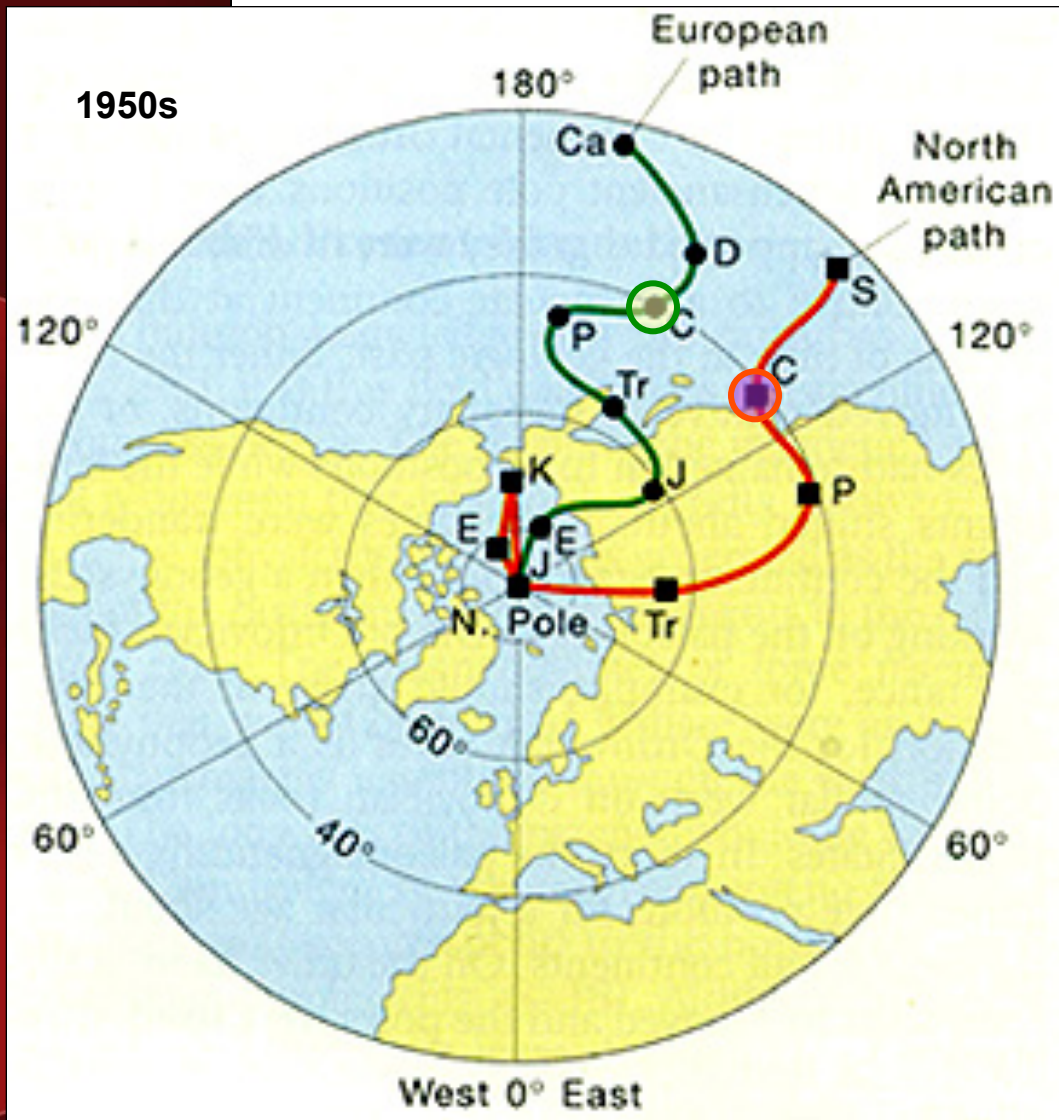 European
path
1950s
180°
Ca
North
American
path
D
S
120°
P
C
120°
C
Tr
K
J
P
E
E
J
N. Pole
Tr
60°
60°
40°
60°
West 0° East